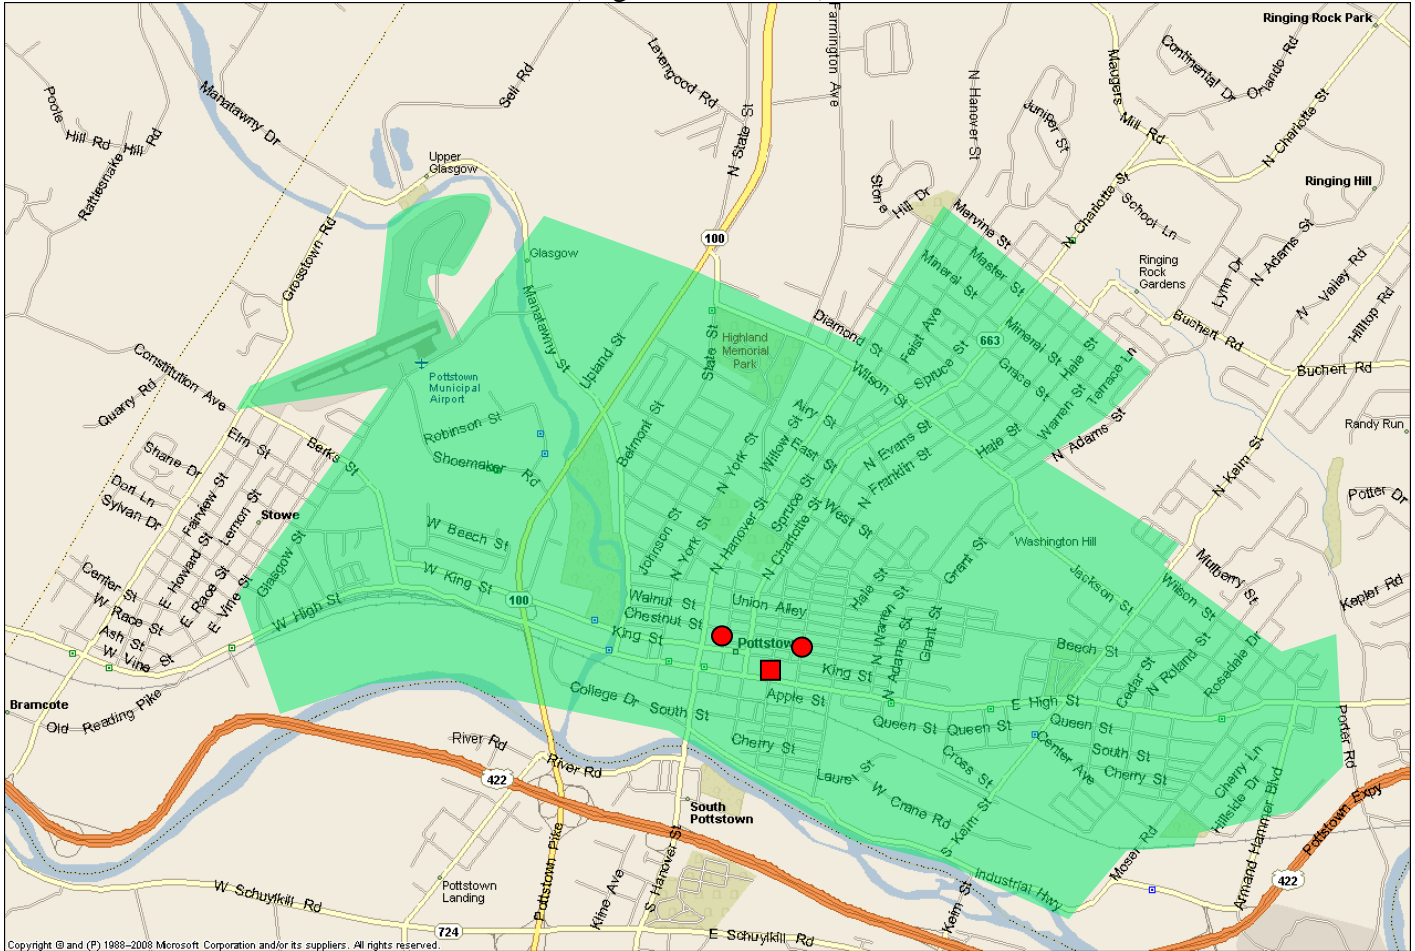 Ringing Rock Park
Farmington Ave
Levengood Rd
Sell Rd
N State St
N Hanover St
Maugers
Mill Rd
Continental Dr
Orlando Rd
N Charlotte St
Juniper St
Poole
Hill Rd
Rattlesnake Hill Rd
Manatawny Dr
Upper
Glasgow
Stone
Hill Dr
Mervine St
N Charlotte St
School Ln
Ringing Hill
Grosstown Rd
100
Glasgow
Manatawny St
Upland St
State St
Highland
Memorial
Park
Diamond St
Wilson St
Mineral St
Master St
Feist Ave
Spruce St
663
Mineral St
Grace St
Hale St
Warren St
Terrace Ln
Ringing
Rock
Gardens
Lynn Dr
N Adams St
N Valley Rd
Hilltop Rd
Buchert Rd
Buchert Rd
Constitution Ave
Quarry Rd
Pottstown
Municipal
Airport
Robinson St
Shoemaker Rd
Belmont St
N York St
Willow St
Airy St
East St
N Evans St
N Franklin St
Hale St
N Adams St
Randy Run
N Keim St
Potter Dr
Elm St
Berks St
Shane Dr
Dorl Ln
Sylvan Dr
Fairview St
Lemon St
Stowe
E Howard St
E Race St
E Vine St
Glasgow St
W Beech St
W King St
W High St
100
Johnson St
N York St
N Hanover St
Spruce St
N Charlotte St
West St
Grant St
Washington Hill
Jackson St
Wilson St
Mulberry St
Kepler Rd
Center St
W Race St
Ash St
W Vine St
Walnut St
Chestnut St
King St
Union Alley
Hale St
N Warren St
N Adams St
Grant St
Beech St
Pottstown
King St
Apple St
E High St
Cedar St
N Roland St
Rosedale Dr
Bramcote
Old Reading Pike
College Dr
South St
Cherry St
Queen St
Queen St
Queen St
Cross St
Center Ave
South St
Cherry St
Cherry Ln
Hillside Dr
Porter Rd
River Rd
River Rd
422
Laurel St
W Crane Rd
S Keim St
South
Pottstown
Moser Rd
Armand Hammer Blvd
Pottstown Expy
422
Industrial Hwy
Keim St
Pottstown
Landing
W Schuylkill Rd
Pottstown Pike
Kline Ave
S Hanover St
724
E Schuylkill Rd
Copyright © and (P) 1988–2008 Microsoft Corporation and/or its suppliers. All rights reserved.